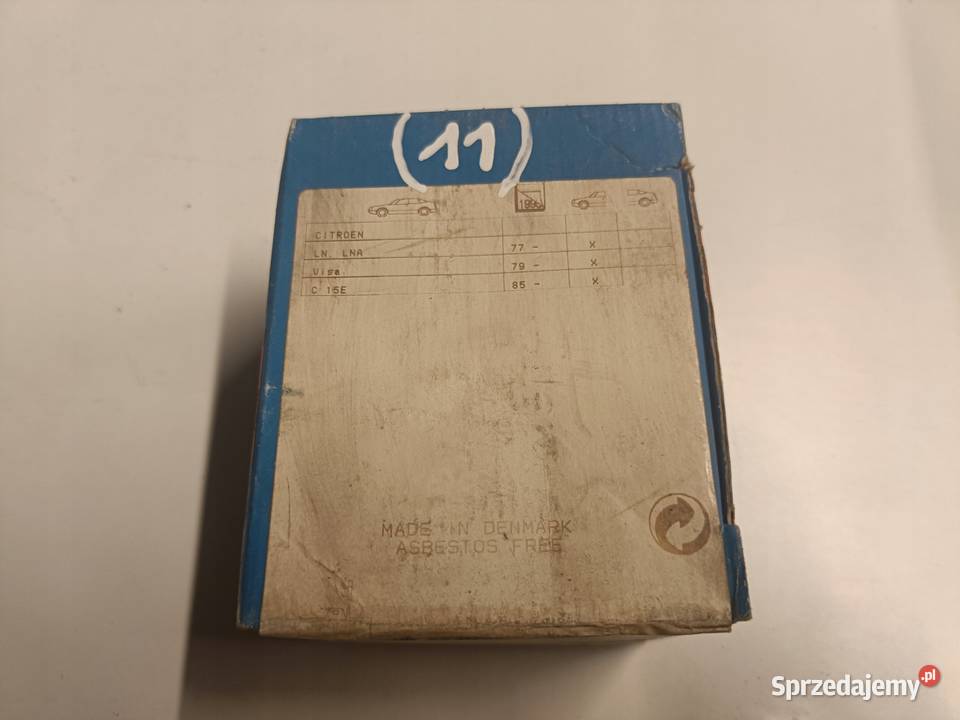 (11)
CITROEN
LN. LNA 77 - X
Visa 79 - X
C 15E 85 - X
MADE IN DENMARK
ASBESTOS FREE
Sprzedajemy.pl